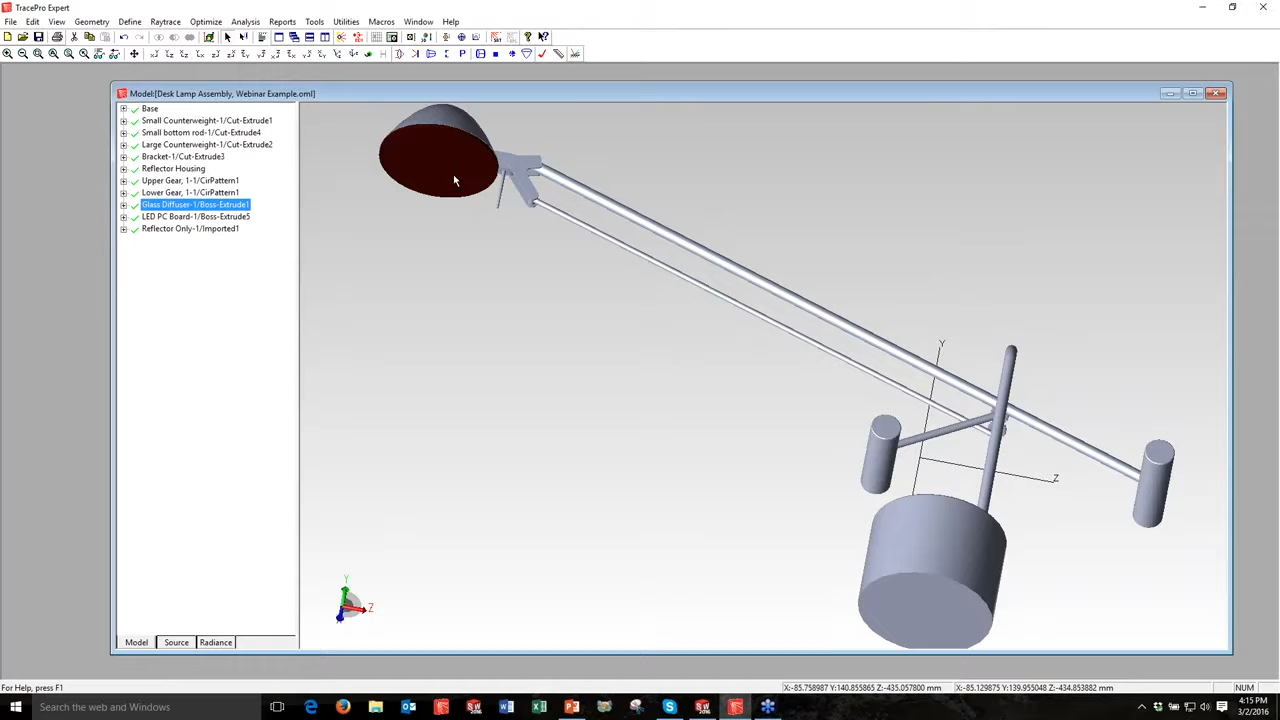 TracePro Expert
File Edit View Geometry Define Raytrace Optimize Analysis Reports Tools Utilities Macros Window Help
Model:[Desk Lamp Assembly, Webinar Example.oml]
Base
Small Counterweight-1/Cut-Extrude1
Small bottom rod-1/Cut-Extrude4
Large Counterweight-1/Cut-Extrude2
Bracket-1/Cut-Extrude3
Reflector Housing
Upper Gear, 1-1/CirPattern1
Lower Gear, 1-1/CirPattern1
Glass Diffuser-1/Boss-Extrude1
LED PC Board-1/Boss-Extrude5
Reflector Only-1/Imported1
Y
Z
Y
Z
Model Source Radiance
For Help, press F1
X:-85.758987 Y:140.855865 Z:-435.057800 mm
X:-85.129875 Y:139.955048 Z:-434.853882 mm
NUM
Search the web and Windows
4:15 PM
3/2/2016